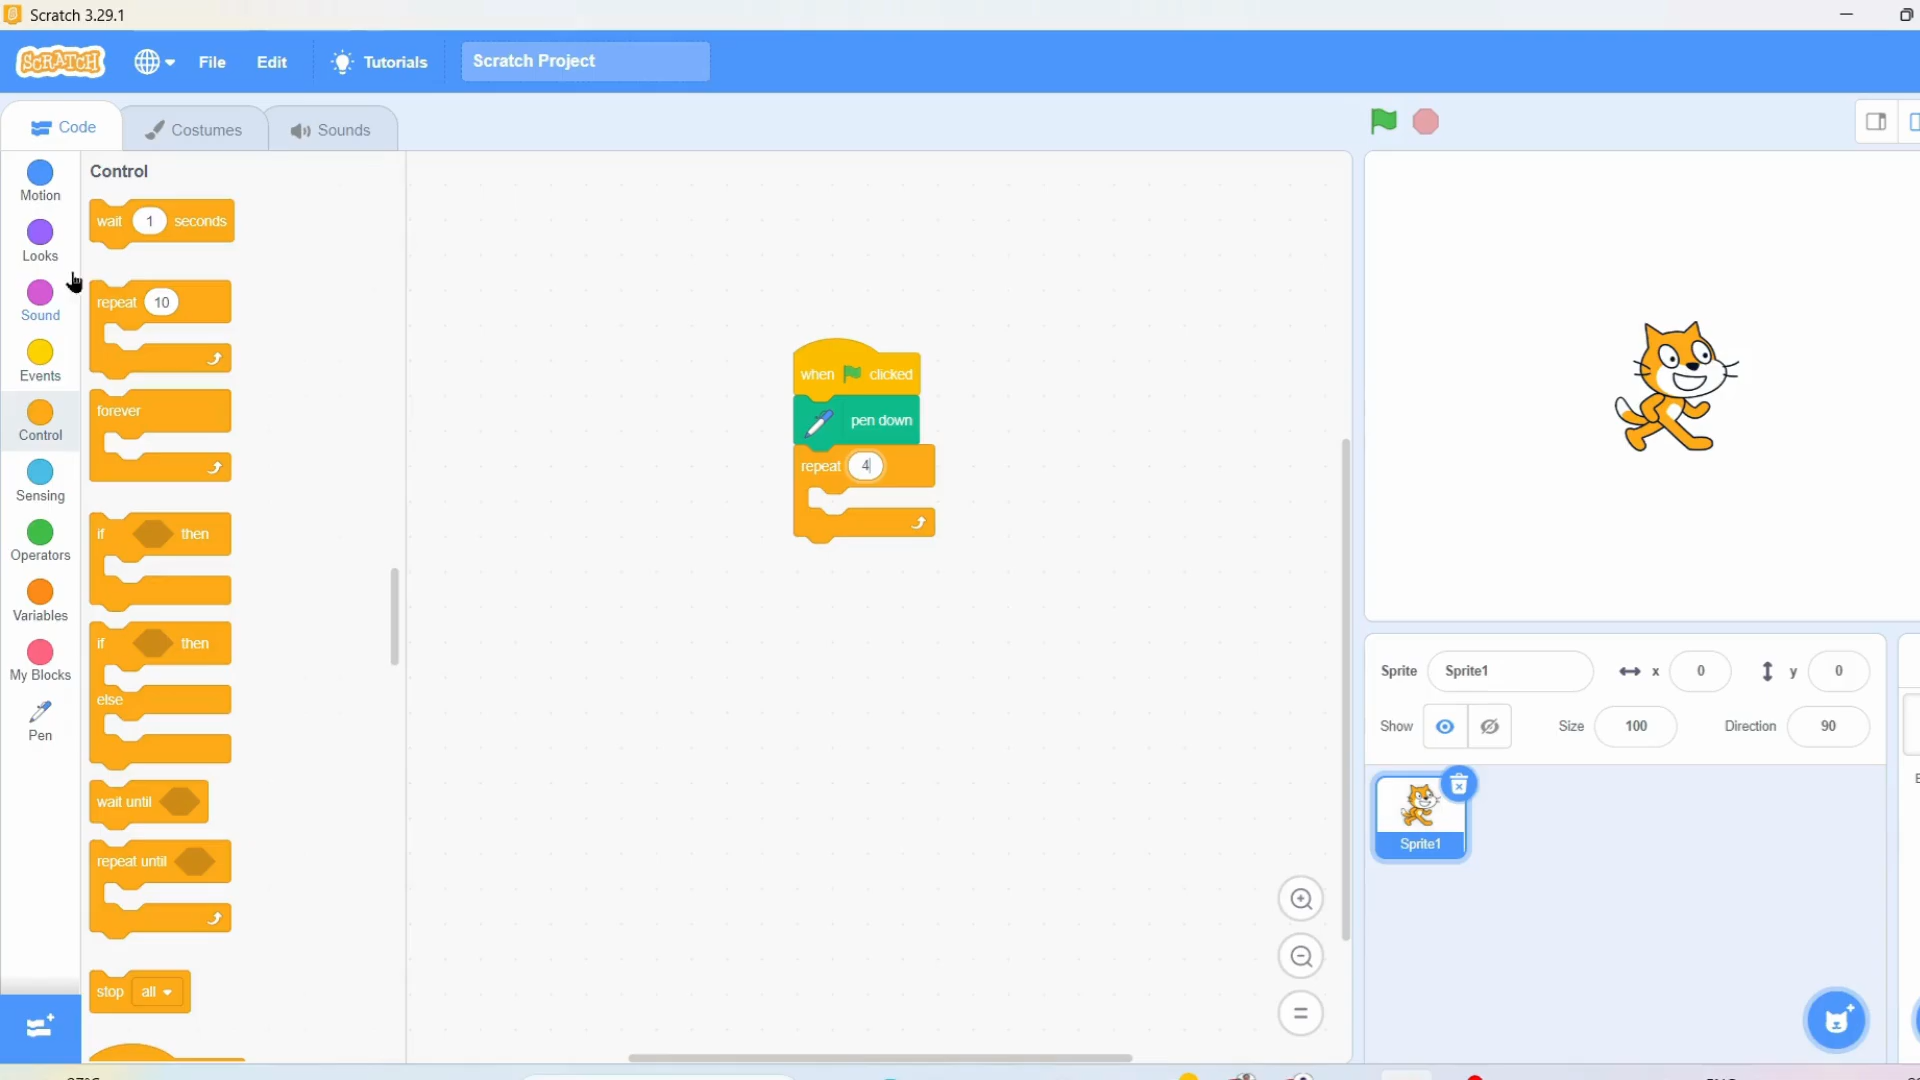 Scratch 3.29.1
SCRATCH
File
Edit
Tutorials
Scratch Project
Code
Costumes
Sounds
Motion
Looks
Sound
Events
Control
Sensing
Operators
Variables
My Blocks
Pen
Control
wait 1 seconds
repeat 10
forever
if then
if then
else
wait until
repeat until
stop all
when clicked
pen down
repeat 4
Sprite Sprite1 x 0 y 0
Show Size 100 Direction 90
Sprite1